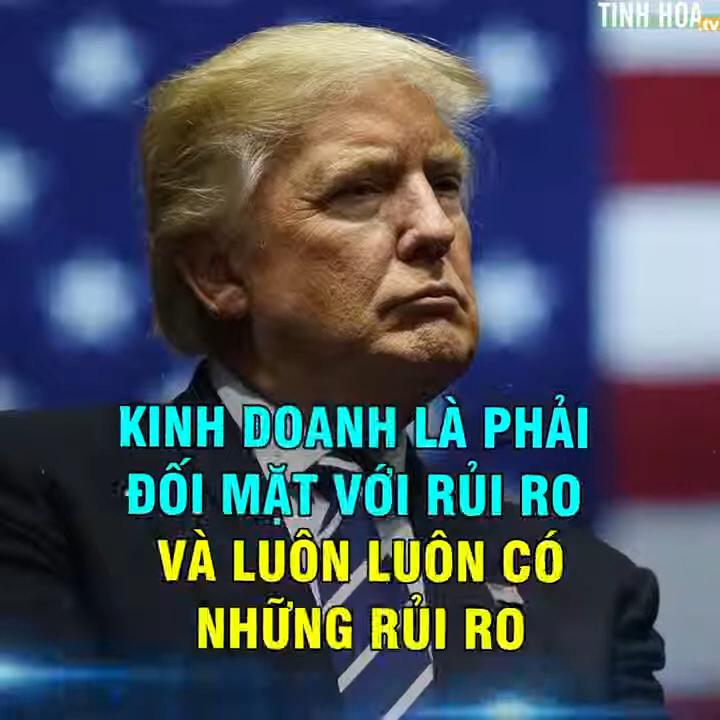 TINH HOA.tv
KINH DOANH LÀ PHẢI
ĐỐI MẶT VỚI RỦI RO
VÀ LUÔN LUÔN CÓ
NHỮNG RỦI RO